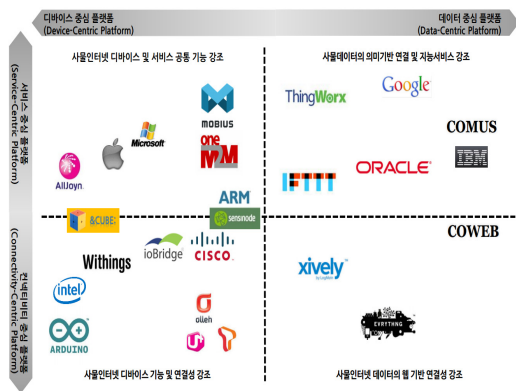 디바이스 중심 플랫폼
(Device-Centric Platform)
데이터 중심 플랫폼
(Data-Centric Platform)
서비스 중심 플랫폼
(Service-Centric Platform)
컨넥티비티 중심 플랫폼
(Connectivity-Centric Platform)
사물인터넷 디바이스 및 서비스 공통 기능 강조
사물데이터의 의미기반 연결 및 지능서비스 강조
MOBIUS
Microsoft
one
M2M
AllJoyn.
ARM
sensinode
&CUBE:
ThingWorx
Google
COMUS
ORACLE
IBM
IFTTT
Withings
ioBridge
CISCO
intel
ARDUINO
olleh
U+
T
COWEB
xively
by LogMeIn
EVRYTHNG
사물인터넷 디바이스 기능 및 연결성 강조
사물인터넷 데이터의 웹 기반 연결성 강조